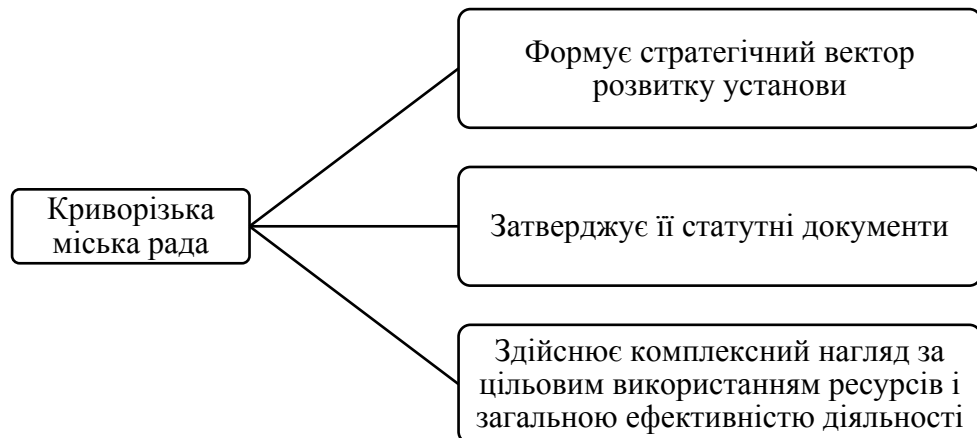 Формує стратегічний вектор
розвитку установи
Криворізька
міська рада
Затверджує її статутні документи
Здійснює комплексний нагляд за
цільовим використанням ресурсів і
загальною ефективністю діяльності